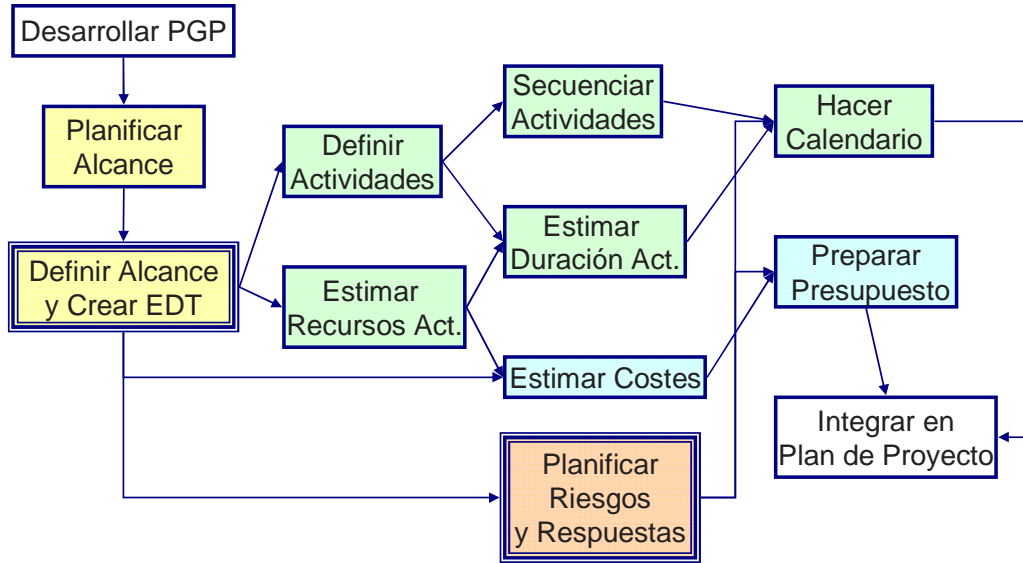 Desarrollar PGP
Planificar
Alcance
Definir Alcance
y Crear EDT
Definir
Actividades
Estimar
Recursos Act.
Secuenciar
Actividades
Estimar
Duración Act.
Estimar Costes
Planificar
Riesgos
y Respuestas
Hacer
Calendario
Preparar
Presupuesto
Integrar en
Plan de Proyecto